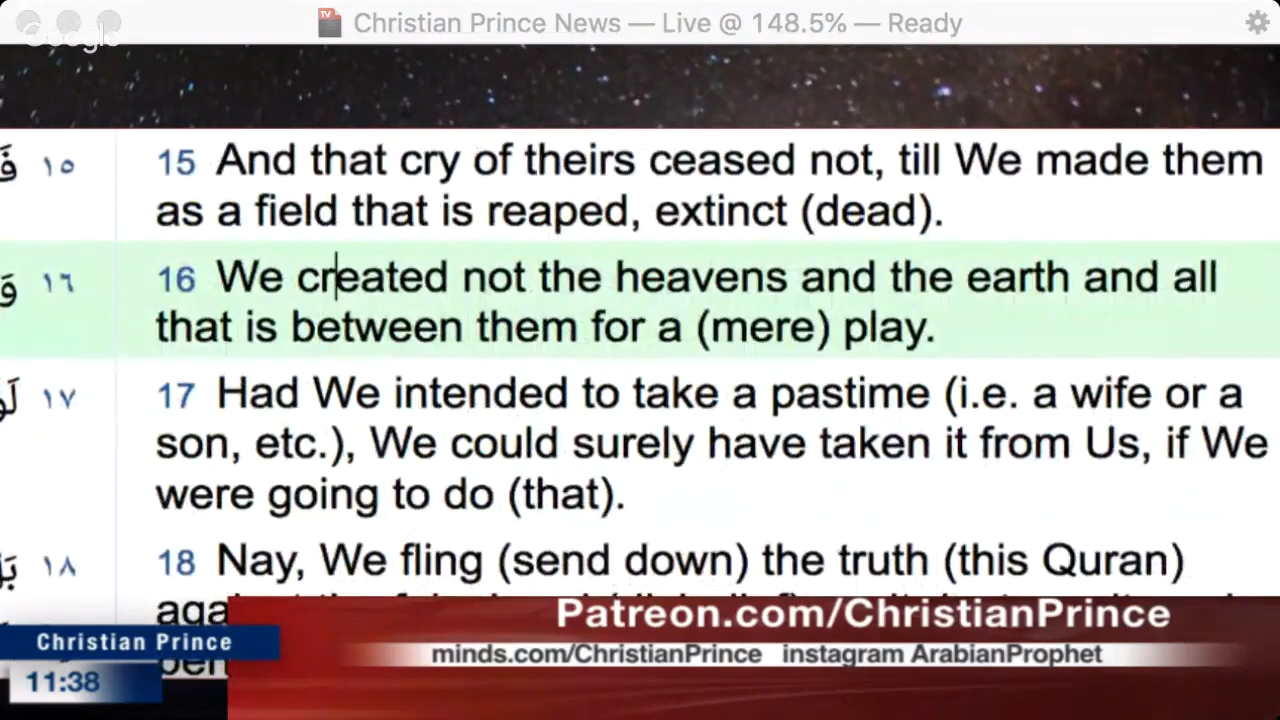 Christian Prince News — Live @ 148.5% — Ready
Google
١٥ 15 And that cry of theirs ceased not, till We made them
as a field that is reaped, extinct (dead).
١٦ 16 We created not the heavens and the earth and all
that is between them for a (mere) play.
١٧ 17 Had We intended to take a pastime (i.e. a wife or a
son, etc.), We could surely have taken it from Us, if We
were going to do (that).
١٨ 18 Nay, We fling (send down) the truth (this Quran)
Patreon.com/ChristianPrince
Christian Prince
minds.com/ChristianPrince instagram ArabianProphet
11:38